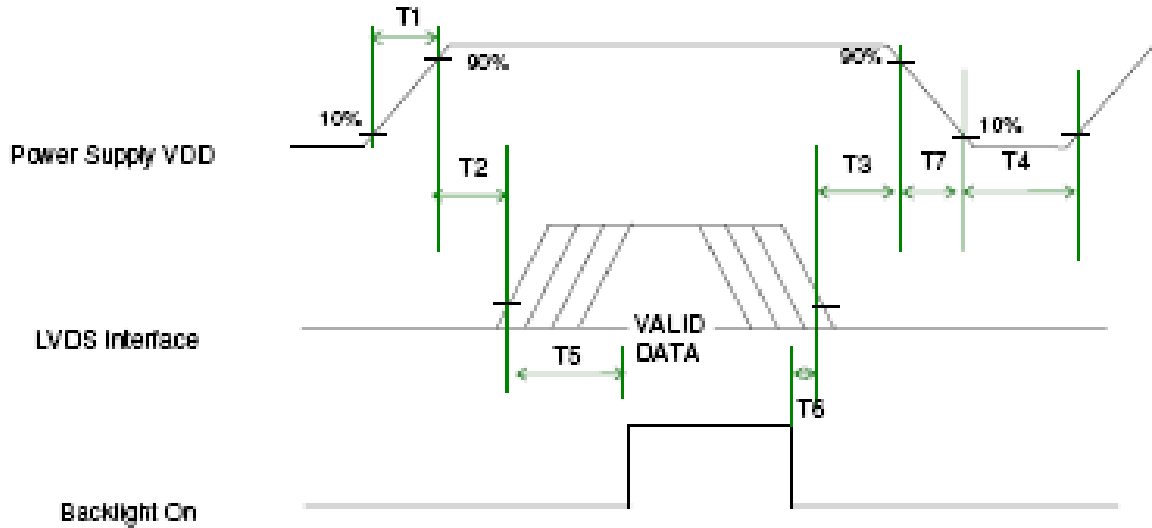 T1
90%
90%
10%
10%
Power Supply VDD
T2
T3
T7
T4
LVDS Interface
VALID
DATA
T5
T6
Backlight On